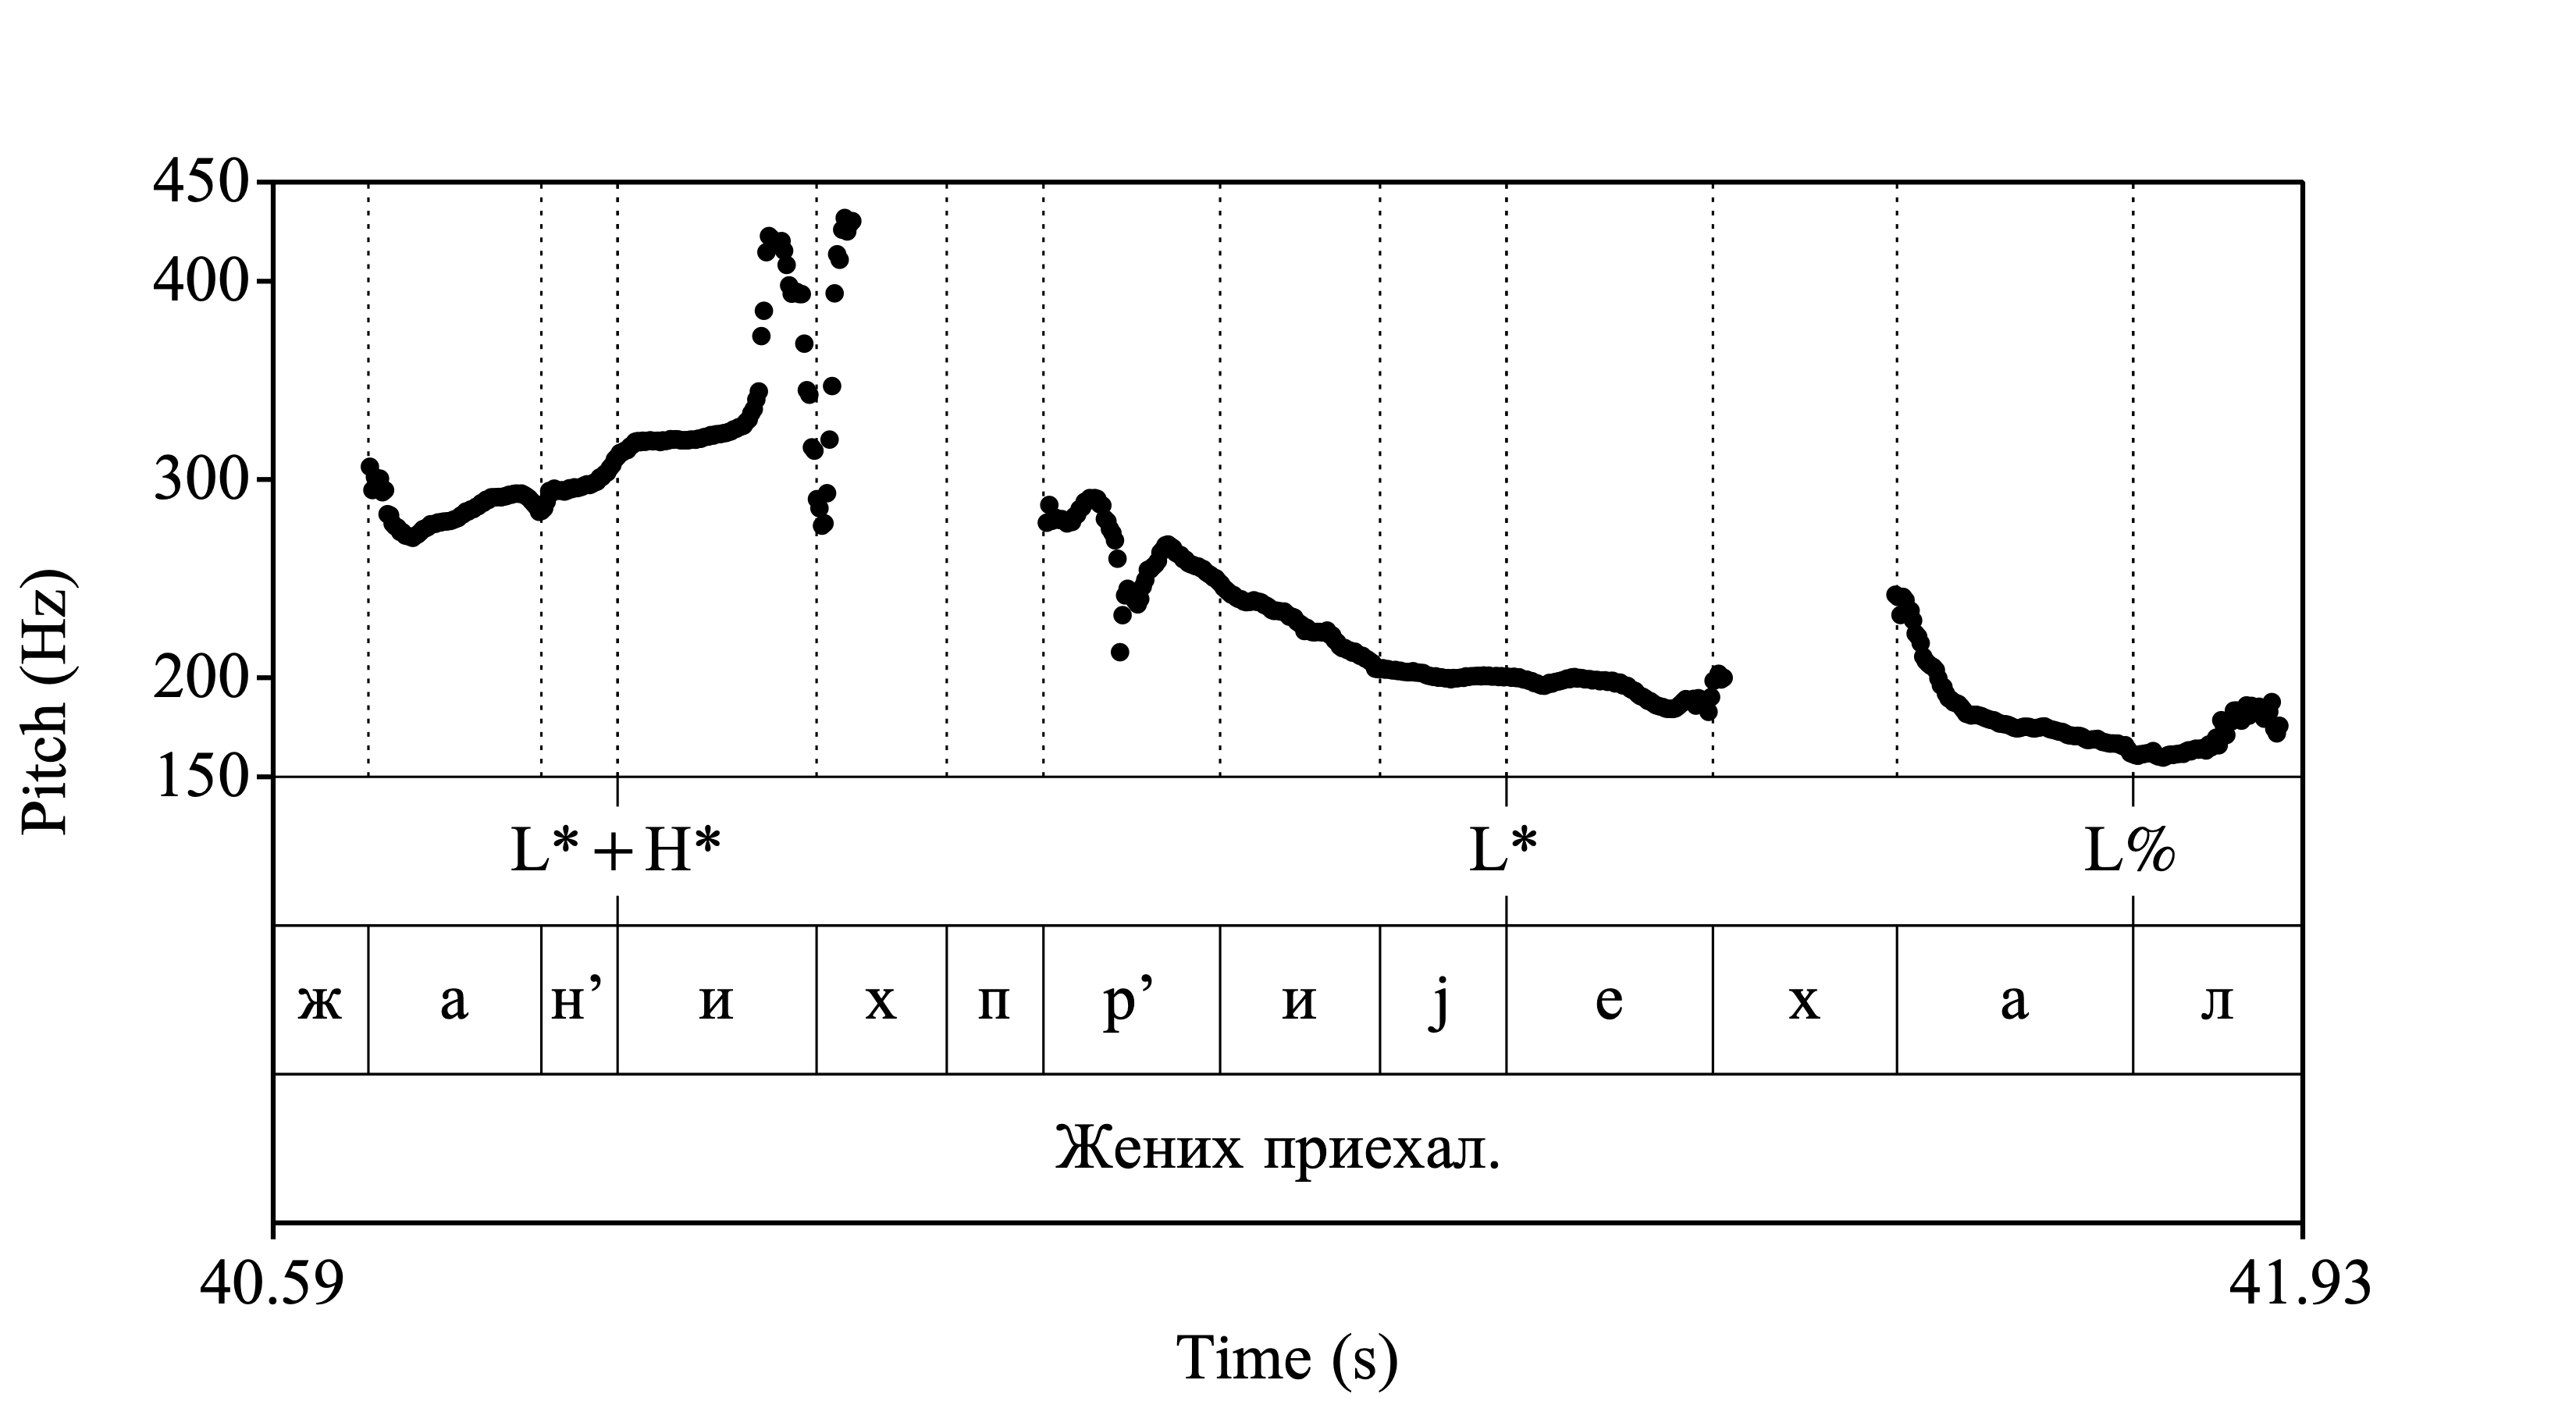 450
400
300
200
150
Pitch (Hz)
L*+H* L* L%
ж а н’ и х п р’ и j е х а л
Жених приехал.
40.59 41.93
Time (s)